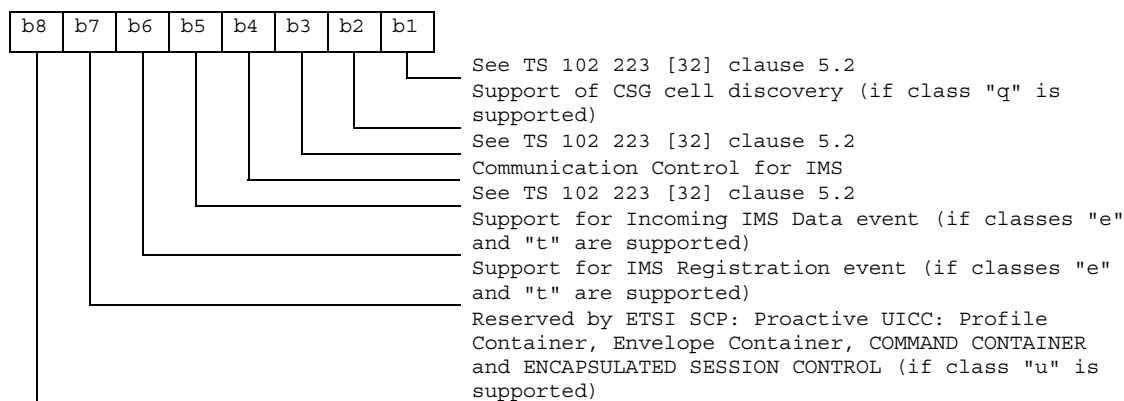 b8 b7 b6 b5 b4 b3 b2 b1
See TS 102 223 [32] clause 5.2
Support of CSG cell discovery (if class "q" is
supported)
See TS 102 223 [32] clause 5.2
Communication Control for IMS
See TS 102 223 [32] clause 5.2
Support for Incoming IMS Data event (if classes "e"
and "t" are supported)
Support for IMS Registration event (if classes "e"
and "t" are supported)
Reserved by ETSI SCP: Proactive UICC: Profile
Container, Envelope Container, COMMAND CONTAINER
and ENCAPSULATED SESSION CONTROL (if class "u" is
supported)